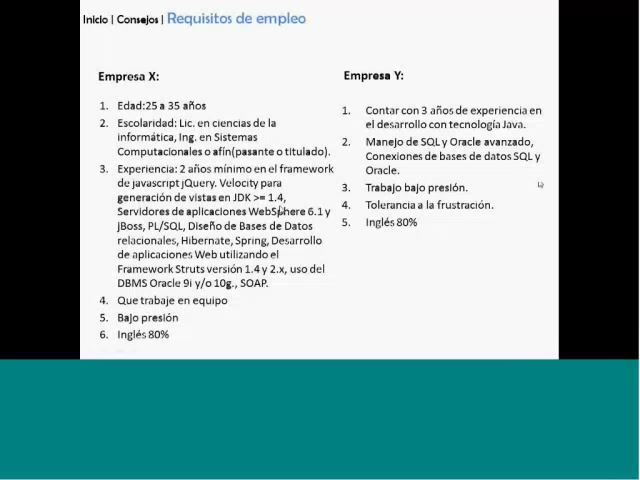 Inicio | Consejos | Requisitos de empleo
Empresa X:
1. Edad:25 a 35 años
2. Escolaridad: Lic. en ciencias de la
informática, Ing. en Sistemas
Computacionales o afín(pasante o titulado).
3. Experiencia: 2 años mínimo en el framework
de javascript jQuery. Velocity para
generación de vistas en JDK >= 1.4,
Servidores de aplicaciones WebSphere 6.1 y
jBoss, PL/SQL, Diseño de Bases de Datos
relacionales, Hibernate, Spring, Desarrollo
de aplicaciones Web utilizando el
Framework Struts versión 1.4 y 2.x, uso del
DBMS Oracle 9i y/o 10g., SOAP.
4. Que trabaje en equipo
5. Bajo presión
6. Inglés 80%
Empresa Y:
1. Contar con 3 años de experiencia en
el desarrollo con tecnología Java.
2. Manejo de SQL y Oracle avanzado,
Conexiones de bases de datos SQL y
Oracle.
3. Trabajo bajo presión.
4. Tolerancia a la frustración.
5. Inglés 80%